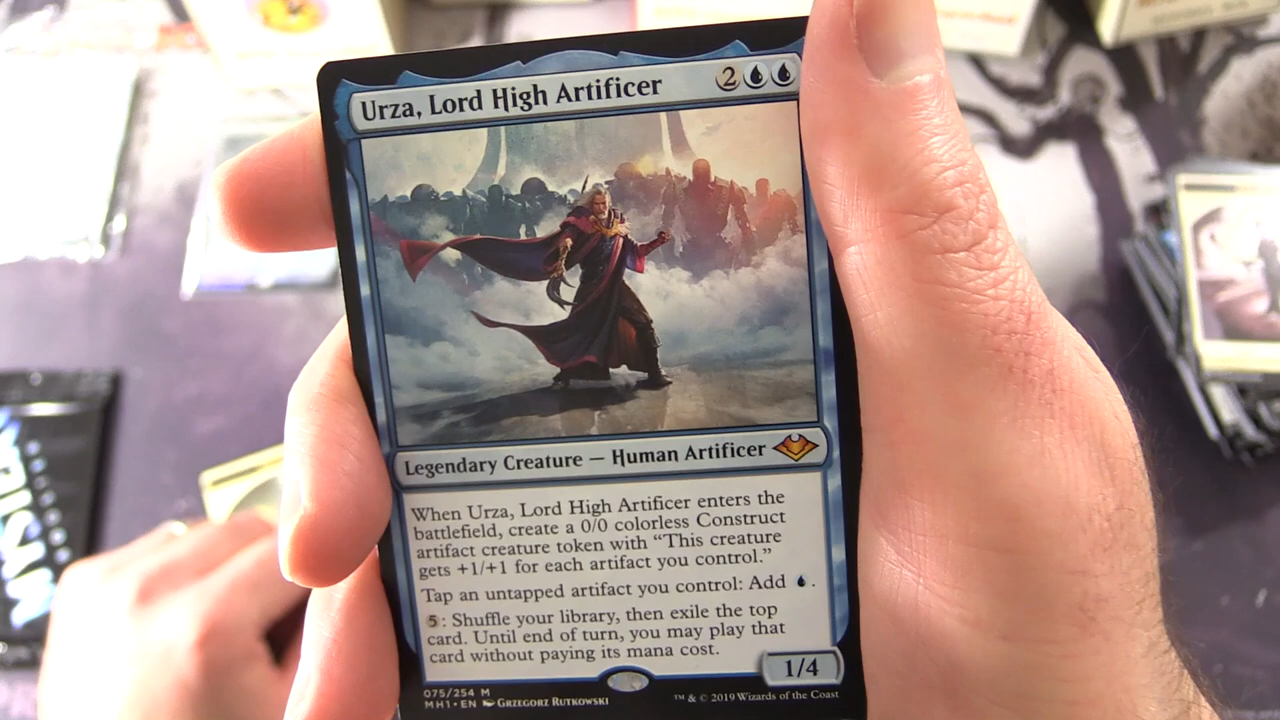 Urza, Lord High Artificer 2
Legendary Creature — Human Artificer
When Urza, Lord High Artificer enters the
battlefield, create a 0/0 colorless Construct
artifact creature token with “This creature
gets +1/+1 for each artifact you control.”
Tap an untapped artifact you control: Add .
5: Shuffle your library, then exile the top
card. Until end of turn, you may play that
card without paying its mana cost.
1/4
075/254 M
MH1 • EN Grzegorz Rutkowski
™ & © 2019 Wizards of the Coast